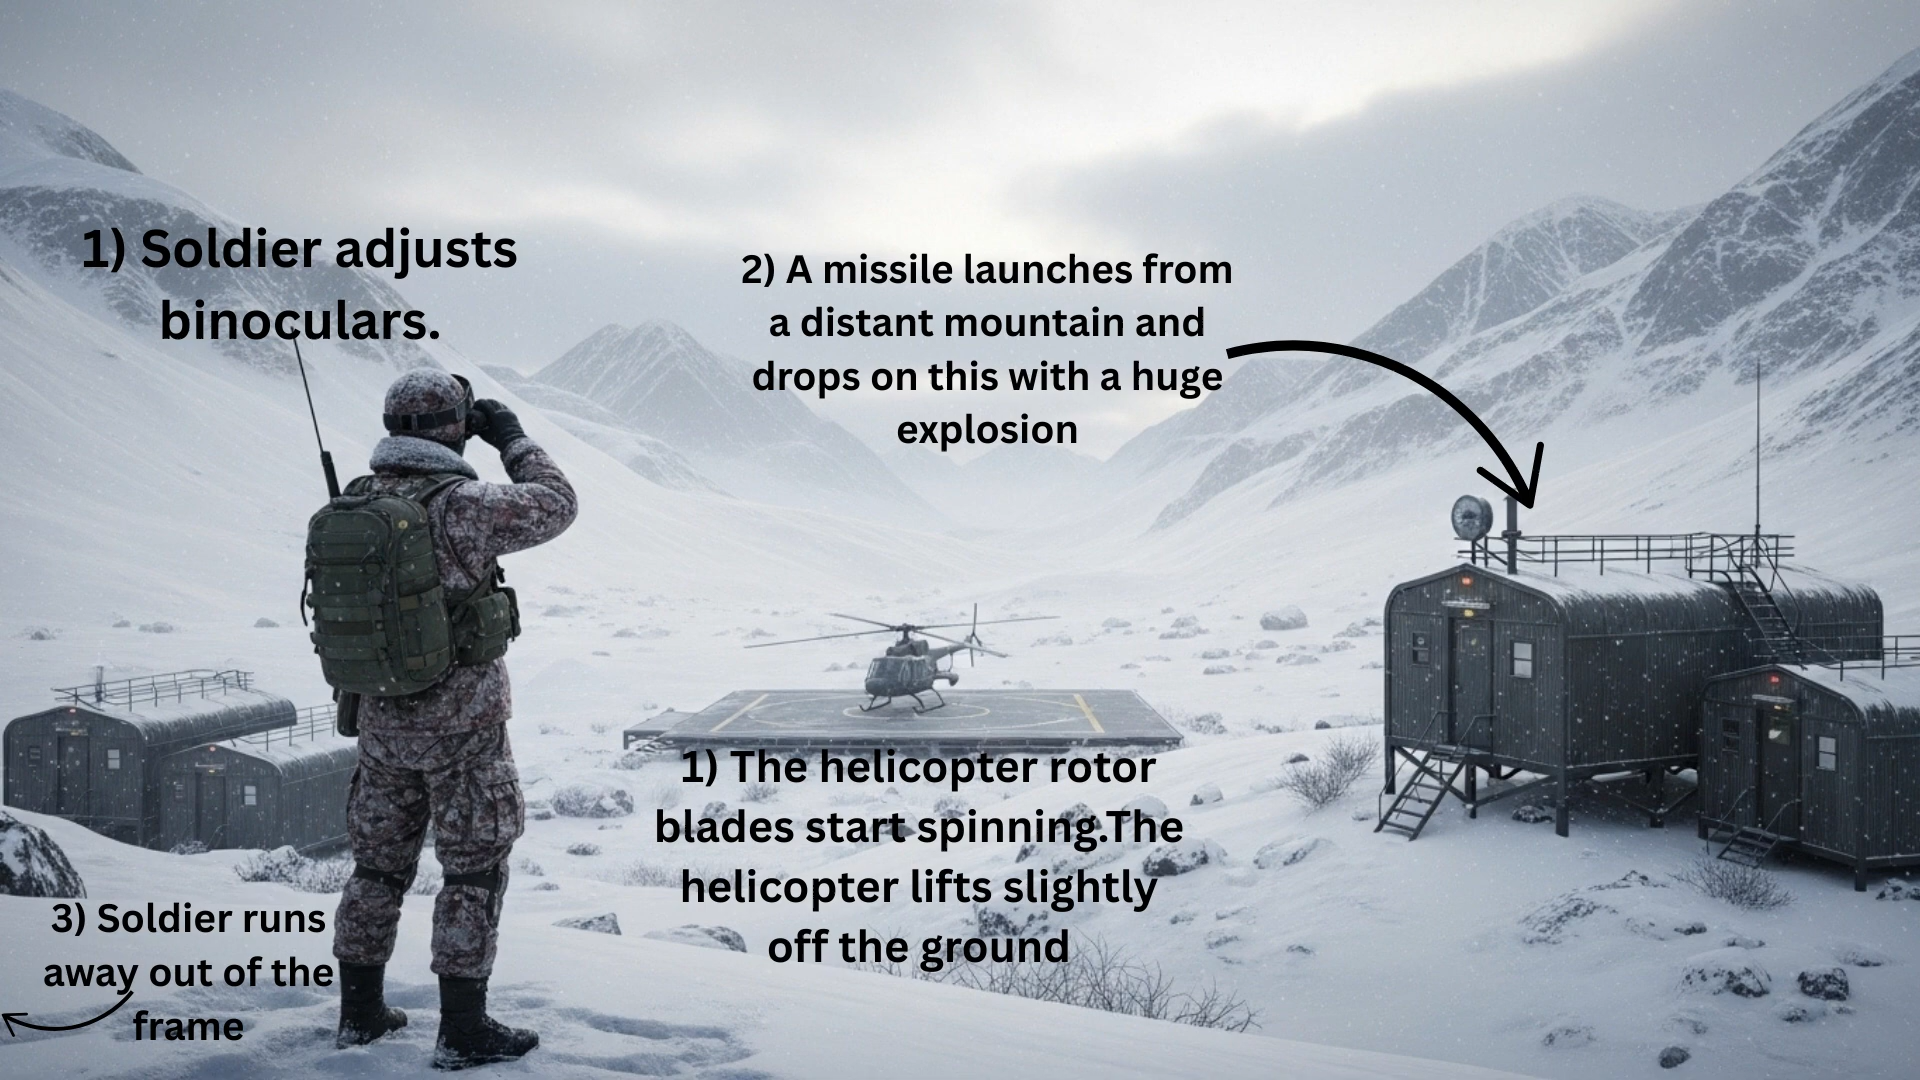 1) Soldier adjusts
binoculars.
2) A missile launches from
a distant mountain and
drops on this with a huge
explosion
1) The helicopter rotor
blades start spinning.The
helicopter lifts slightly
off the ground
3) Soldier runs
away out of the
frame